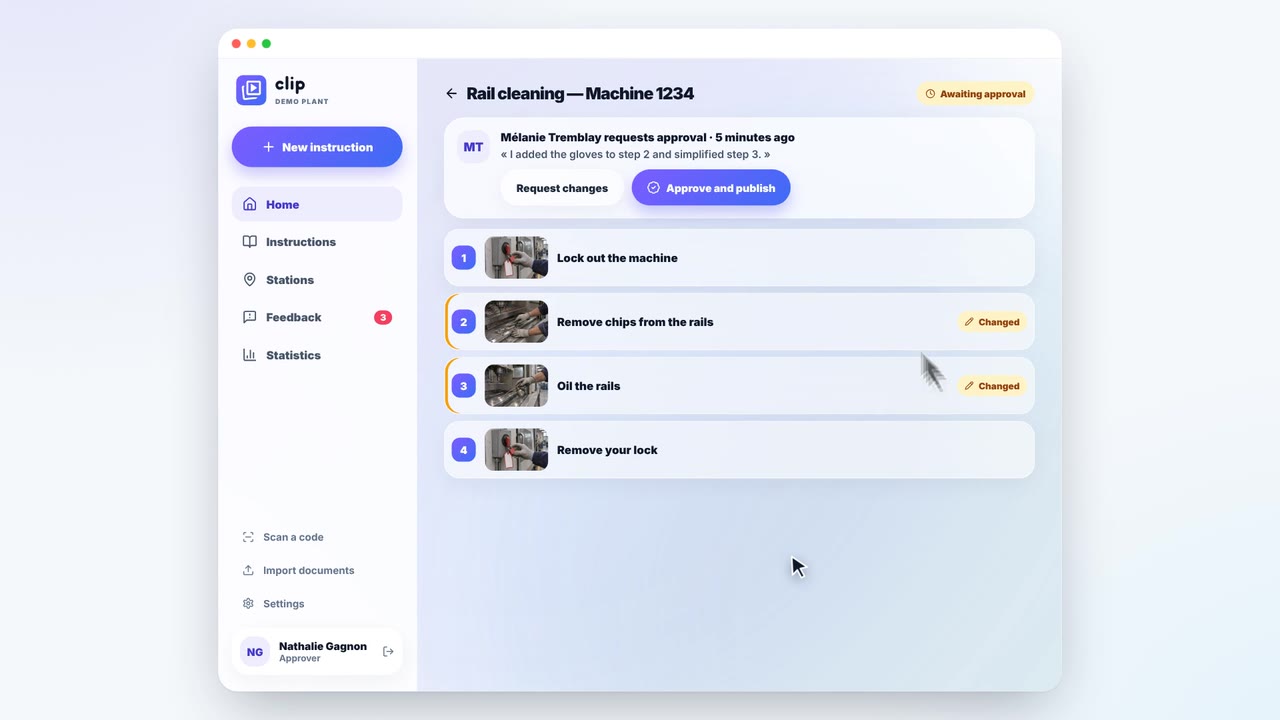 clip
DEMO PLANT
New instruction
Home
Instructions
Stations
Feedback
3
Statistics
Scan a code
Import documents
Settings
NG
Nathalie Gagnon
Approver
Rail cleaning — Machine 1234
Awaiting approval
MT
Mélanie Tremblay requests approval · 5 minutes ago
« I added the gloves to step 2 and simplified step 3. »
Request changes
Approve and publish
1
Lock out the machine
2
Remove chips from the rails
Changed
3
Oil the rails
Changed
4
Remove your lock